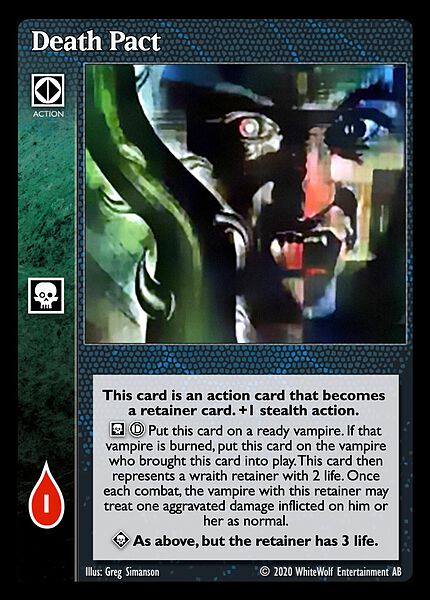 Death Pact
ACTION
This card is an action card that becomes
a retainer card. +1 stealth action.
Ⓓ Put this card on a ready vampire. If that
vampire is burned, put this card on the vampire
who brought this card into play. This card then
represents a wraith retainer with 2 life. Once
each combat, the vampire with this retainer may
treat one aggravated damage inflicted on him or
her as normal.
As above, but the retainer has 3 life.
1
Illus: Greg Simanson
© 2020 WhiteWolf Entertainment AB